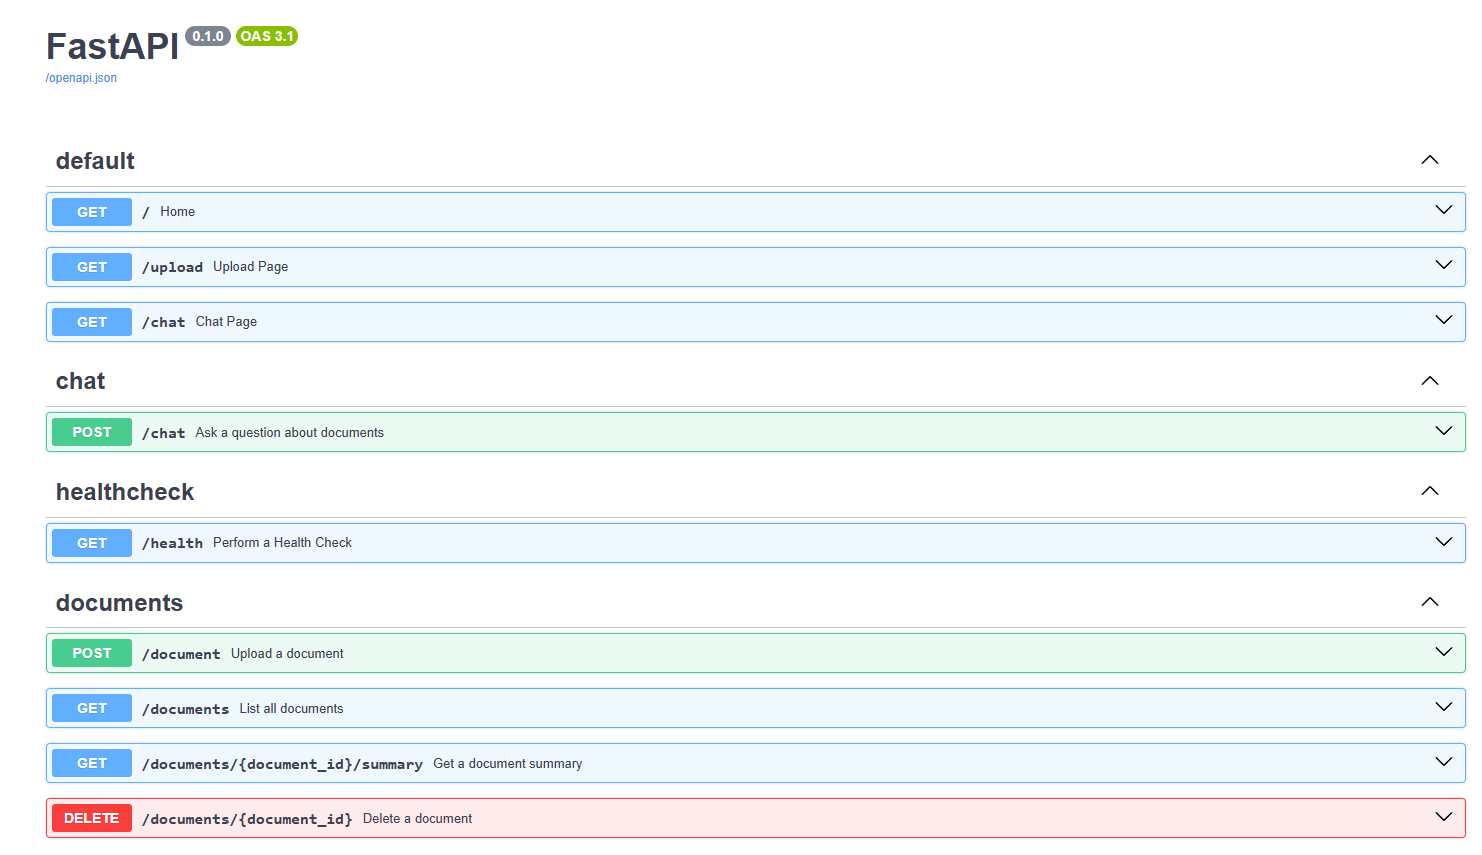 FastAPI 0.1.0 OAS 3.1
/openapi.json
default
GET / Home
GET /upload Upload Page
GET /chat Chat Page
chat
POST /chat Ask a question about documents
healthcheck
GET /health Perform a Health Check
documents
POST /document Upload a document
GET /documents List all documents
GET /documents/{document_id}/summary Get a document summary
DELETE /documents/{document_id} Delete a document